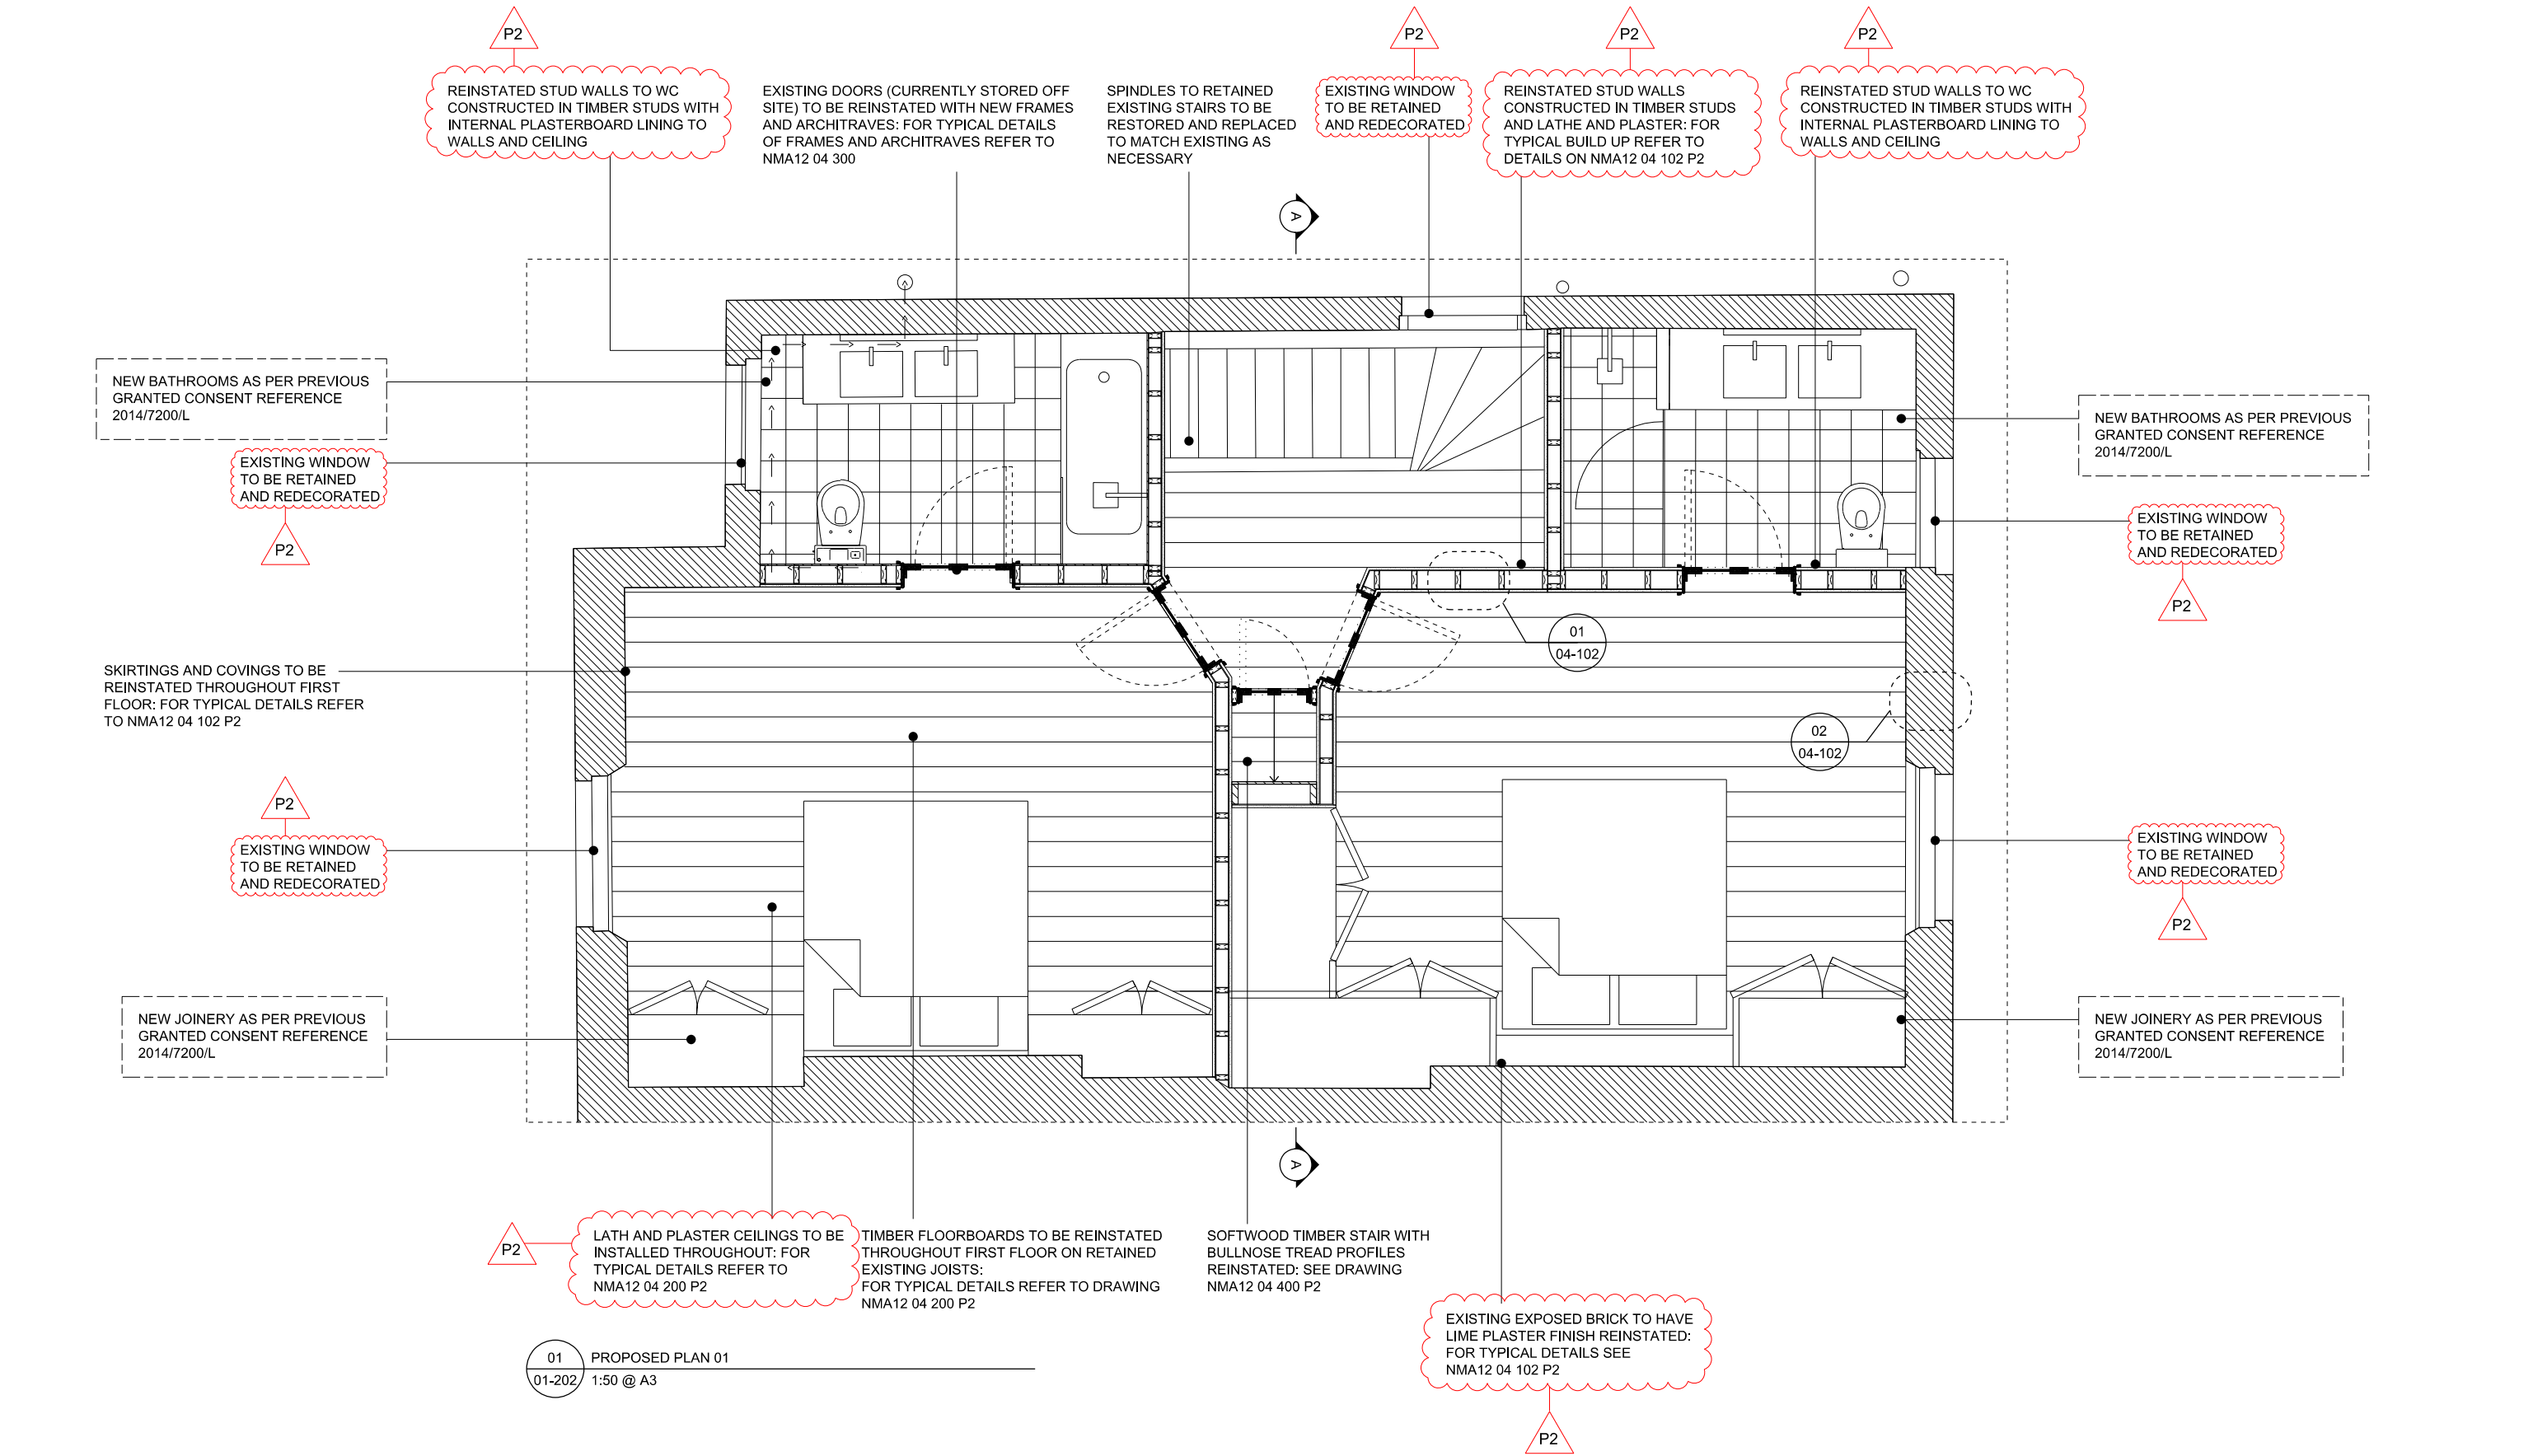 P2
P2
P2
P2
REINSTATED STUD WALLS TO WC
CONSTRUCTED IN TIMBER STUDS WITH
INTERNAL PLASTERBOARD LINING TO
WALLS AND CEILING
EXISTING DOORS (CURRENTLY STORED OFF
SITE) TO BE REINSTATED WITH NEW FRAMES
AND ARCHITRAVES: FOR TYPICAL DETAILS
OF FRAMES AND ARCHITRAVES REFER TO
NMA12 04 300
SPINDLES TO RETAINED
EXISTING STAIRS TO BE
RESTORED AND REPLACED
TO MATCH EXISTING AS
NECESSARY
EXISTING WINDOW
TO BE RETAINED
AND REDECORATED
REINSTATED STUD WALLS
CONSTRUCTED IN TIMBER STUDS
AND LATHE AND PLASTER: FOR
TYPICAL BUILD UP REFER TO
DETAILS ON NMA12 04 102 P2
REINSTATED STUD WALLS TO WC
CONSTRUCTED IN TIMBER STUDS WITH
INTERNAL PLASTERBOARD LINING TO
WALLS AND CEILING
A
NEW BATHROOMS AS PER PREVIOUS
GRANTED CONSENT REFERENCE
2014/7200/L
NEW BATHROOMS AS PER PREVIOUS
GRANTED CONSENT REFERENCE
2014/7200/L
EXISTING WINDOW
TO BE RETAINED
AND REDECORATED
P2
EXISTING WINDOW
TO BE RETAINED
AND REDECORATED
P2
01
04-102
SKIRTINGS AND COVINGS TO BE
REINSTATED THROUGHOUT FIRST
FLOOR: FOR TYPICAL DETAILS REFER
TO NMA12 04 102 P2
02
04-102
P2
EXISTING WINDOW
TO BE RETAINED
AND REDECORATED
EXISTING WINDOW
TO BE RETAINED
AND REDECORATED
P2
NEW JOINERY AS PER PREVIOUS
GRANTED CONSENT REFERENCE
2014/7200/L
NEW JOINERY AS PER PREVIOUS
GRANTED CONSENT REFERENCE
2014/7200/L
A
P2
LATH AND PLASTER CEILINGS TO BE
INSTALLED THROUGHOUT: FOR
TYPICAL DETAILS REFER TO
NMA12 04 200 P2
TIMBER FLOORBOARDS TO BE REINSTATED
THROUGHOUT FIRST FLOOR ON RETAINED
EXISTING JOISTS:
FOR TYPICAL DETAILS REFER TO DRAWING
NMA12 04 200 P2
SOFTWOOD TIMBER STAIR WITH
BULLNOSE TREAD PROFILES
REINSTATED: SEE DRAWING
NMA12 04 400 P2
EXISTING EXPOSED BRICK TO HAVE
LIME PLASTER FINISH REINSTATED:
FOR TYPICAL DETAILS SEE
NMA12 04 102 P2
P2
01
01-202
PROPOSED PLAN 01
1:50 @ A3